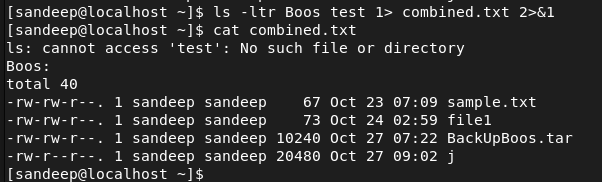 [sandeep@localhost ~]$ ls -ltr Boos test 1> combined.txt 2>&1
[sandeep@localhost ~]$ cat combined.txt
ls: cannot access 'test': No such file or directory
Boos:
total 40
-rw-rw-r--. 1 sandeep sandeep    67 Oct 23 07:09 sample.txt
-rw-rw-r--. 1 sandeep sandeep    73 Oct 24 02:59 file1
-rw-rw-r--. 1 sandeep sandeep 10240 Oct 27 07:22 BackUpBoos.tar
-rw-r--r--. 1 sandeep sandeep 20480 Oct 27 09:02 j
[sandeep@localhost ~]$